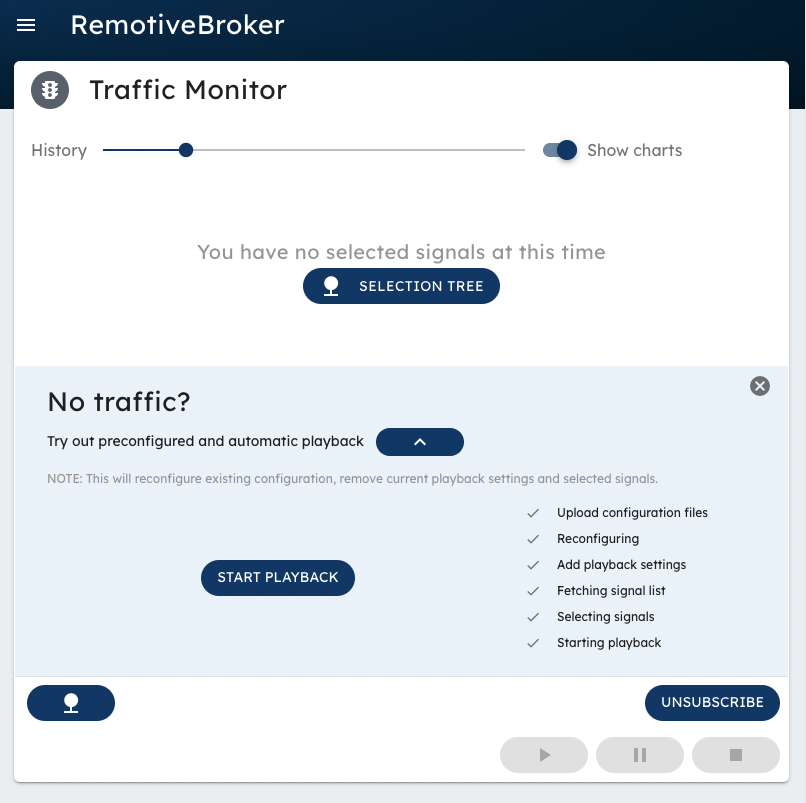 RemotiveBroker
Traffic Monitor
History
Show charts
You have no selected signals at this time
SELECTION TREE
No traffic?
Try out preconfigured and automatic playback
NOTE: This will reconfigure existing configuration, remove current playback settings and selected signals.
Upload configuration files
Reconfiguring
Add playback settings
START PLAYBACK
Fetching signal list
Selecting signals
Starting playback
UNSUBSCRIBE